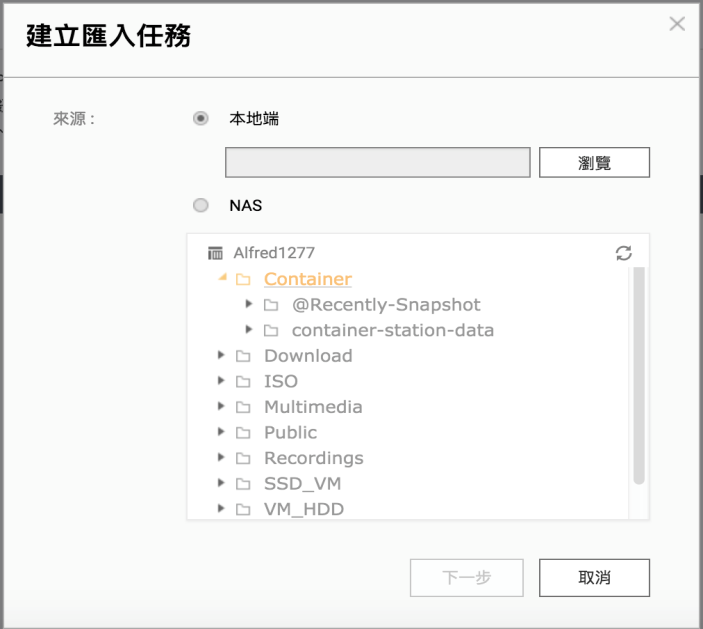 建立匯入任務
來源 :
本地端
瀏覽
NAS
Alfred1277
Container
@Recently-Snapshot
container-station-data
Download
ISO
Multimedia
Public
Recordings
SSD_VM
VM_HDD
下一步
取消